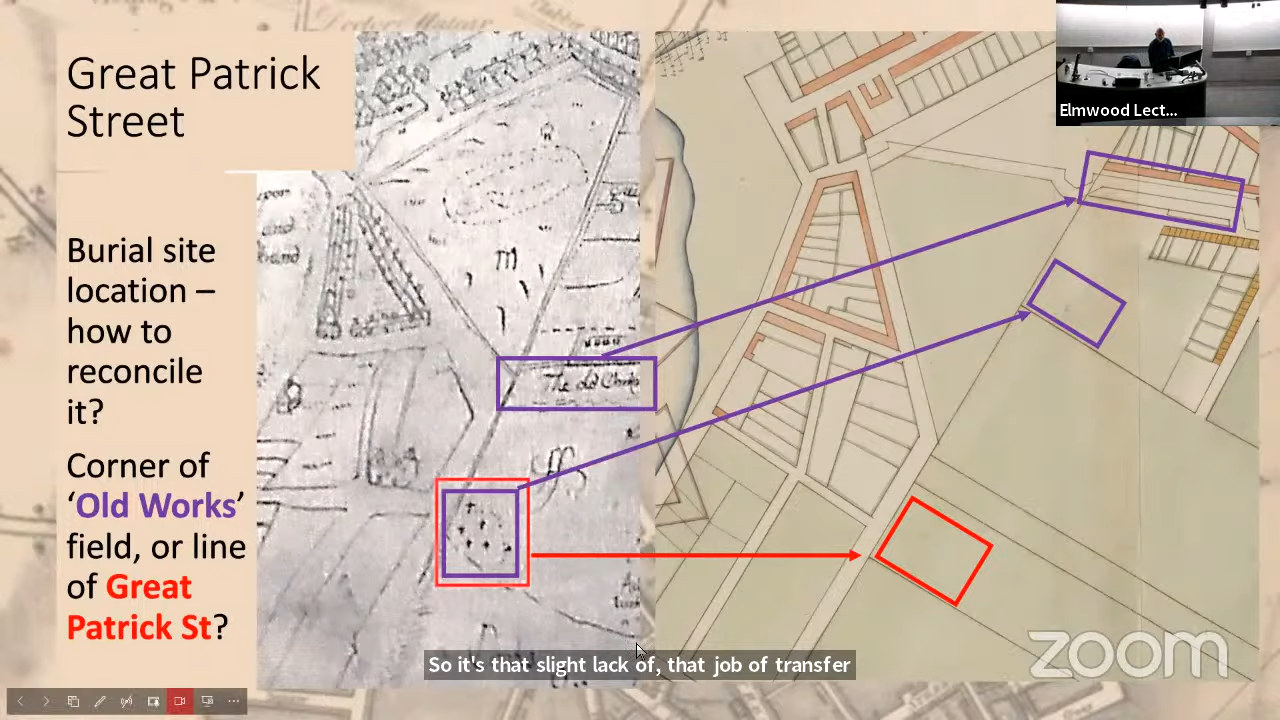 Great Patrick
Street
Burial site
location –
how to
reconcile
it?
Corner of
‘Old Works’
field, or line
of Great
Patrick St?
The old
Elmwood Lect...
So it's that slight lack of, that job of transfer
zoom